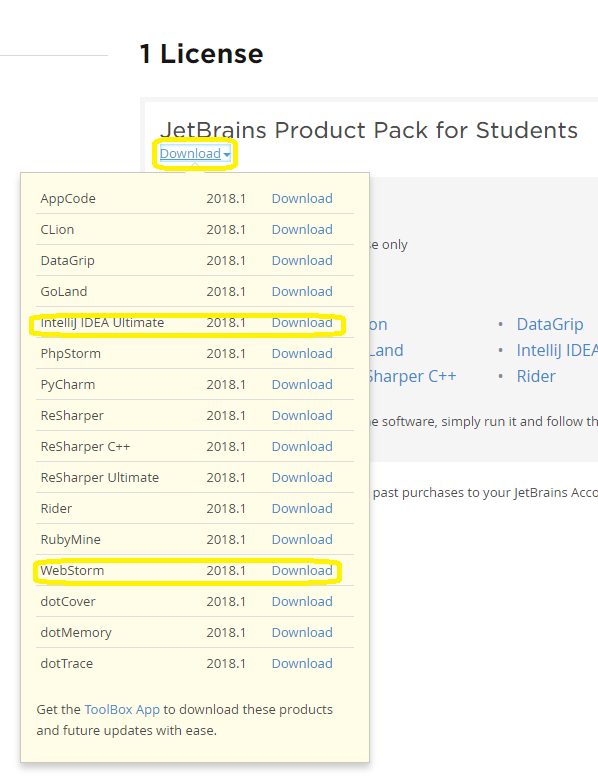 1 License
JetBrains Product Pack for Students
Download
AppCode 2018.1 Download
CLion 2018.1 Download
DataGrip 2018.1 Download
GoLand 2018.1 Download
IntelliJ IDEA Ultimate 2018.1 Download
PhpStorm 2018.1 Download
PyCharm 2018.1 Download
ReSharper 2018.1 Download
ReSharper C++ 2018.1 Download
ReSharper Ultimate 2018.1 Download
Rider 2018.1 Download
RubyMine 2018.1 Download
WebStorm 2018.1 Download
dotCover 2018.1 Download
dotMemory 2018.1 Download
dotTrace 2018.1 Download
Get the ToolBox App to download these products
and future updates with ease.
se only
on • DataGrip
Land • IntelliJ IDEA
Sharper C++ • Rider
e software, simply run it and follow th
past purchases to your JetBrains Acco